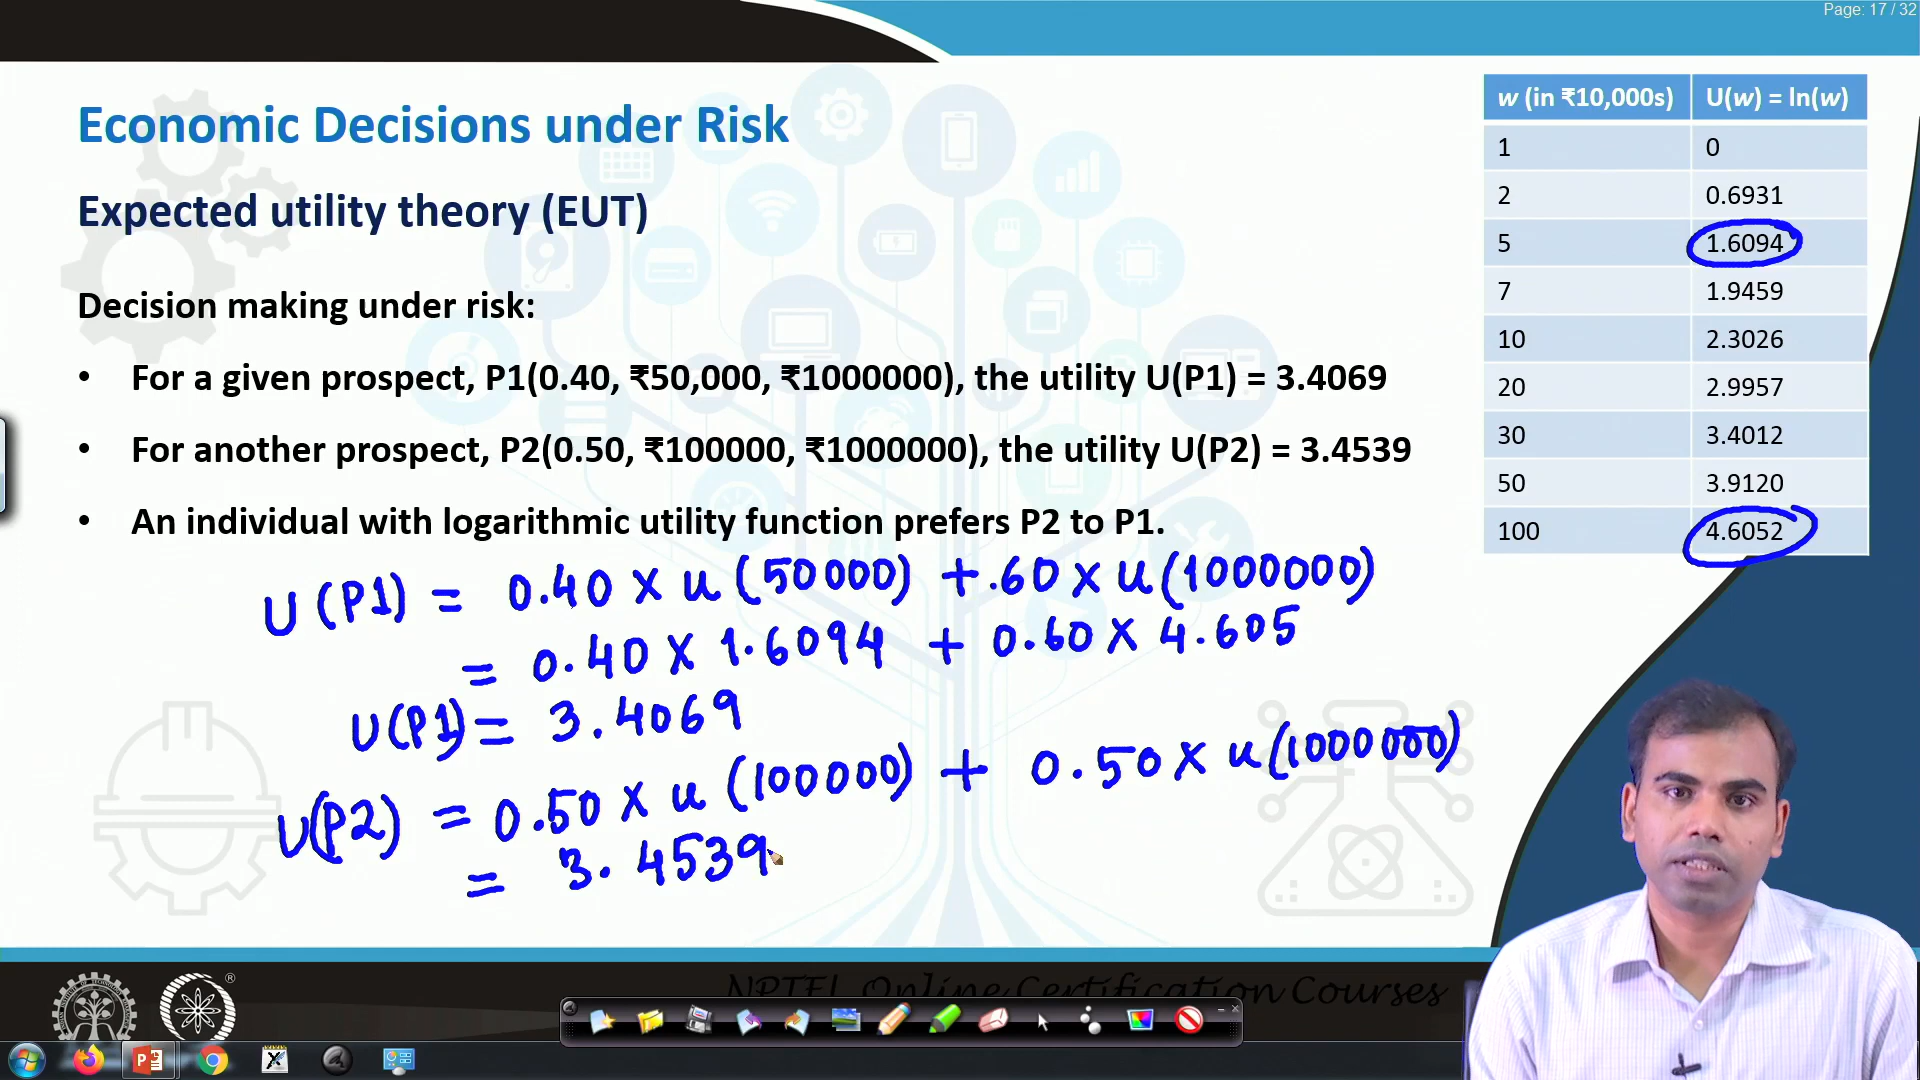 Page: 17 / 32
Economic Decisions under Risk
Expected utility theory (EUT)
Decision making under risk:
• For a given prospect, P1(0.40, ₹50,000, ₹1000000), the utility U(P1) = 3.4069
• For another prospect, P2(0.50, ₹100000, ₹1000000), the utility U(P2) = 3.4539
• An individual with logarithmic utility function prefers P2 to P1.
w (in ₹10,000s) U(w) = ln(w)
1 0
2 0.6931
5 1.6094
7 1.9459
10 2.3026
20 2.9957
30 3.4012
50 3.9120
100 4.6052
U(P1) = 0.40 × u(50000) + .60 × u(1000000)
= 0.40 × 1.6094 + 0.60 × 4.605
U(P1) = 3.4069
U(P2) = 0.50 × u(100000) + 0.50 × u(1000000)
= 3.4539
NPTEL Online Certification Courses